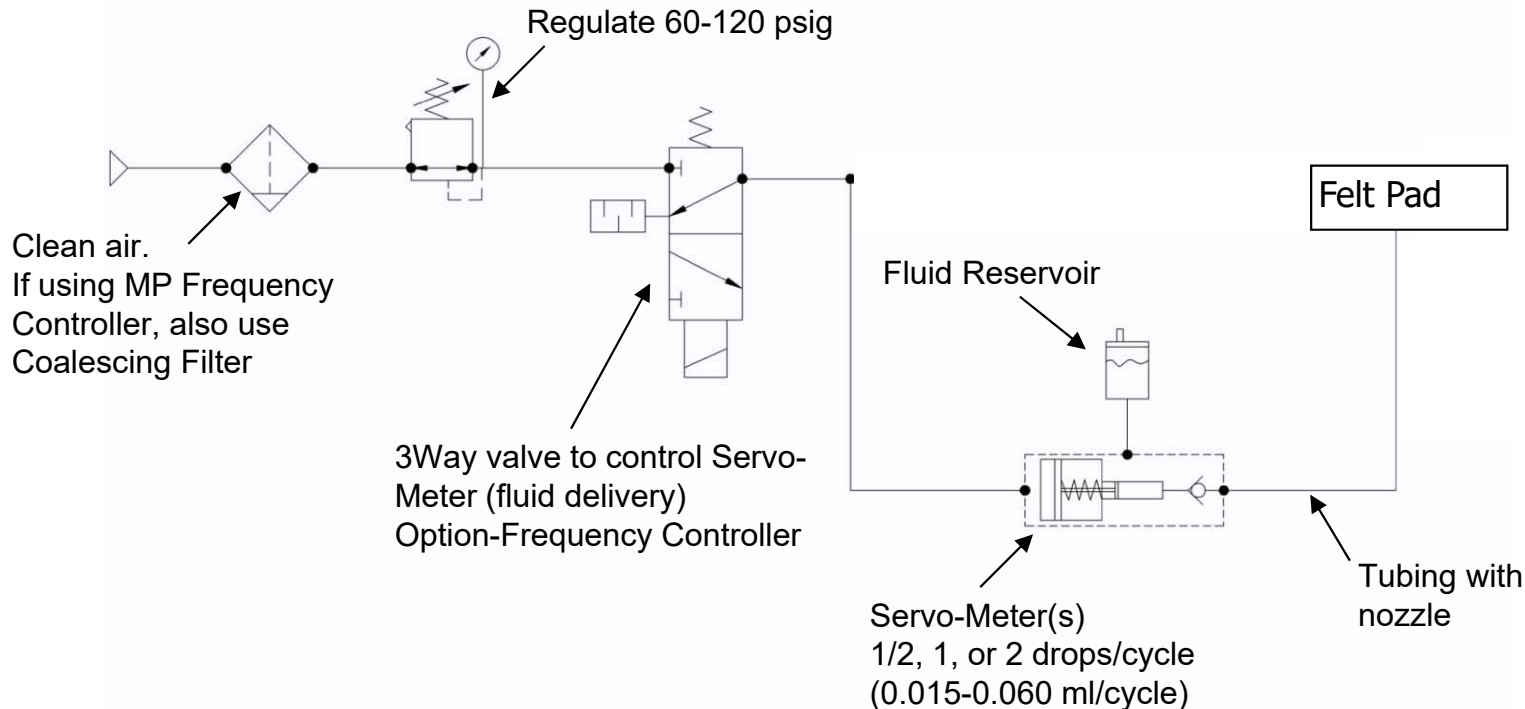 Regulate 60-120 psig
Clean air.
If using MP Frequency
Controller, also use
Coalescing Filter
3Way valve to control Servo-
Meter (fluid delivery)
Option-Frequency Controller
Fluid Reservoir
Felt Pad
Servo-Meter(s)
1/2, 1, or 2 drops/cycle
(0.015-0.060 ml/cycle)
Tubing with
nozzle